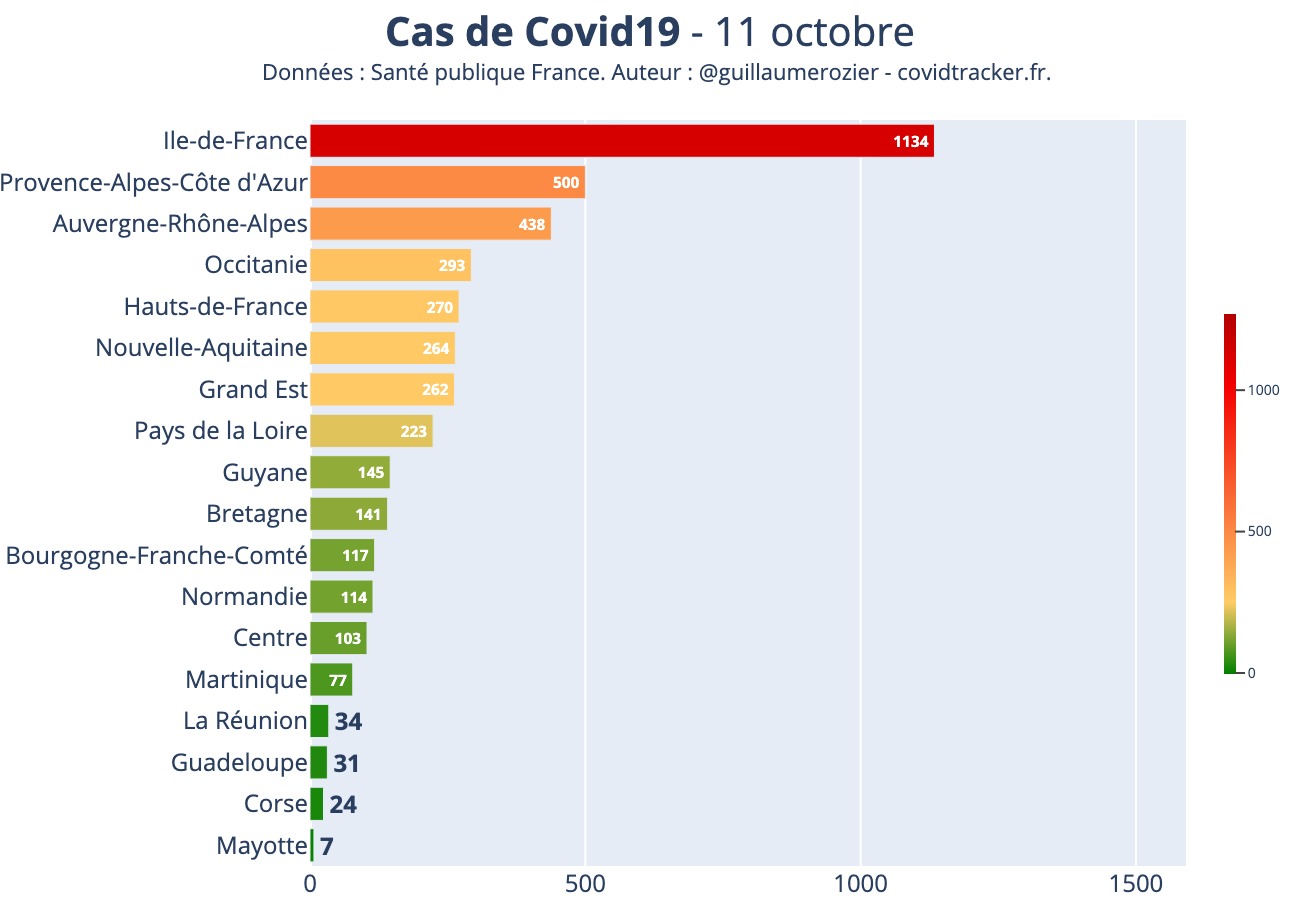 Cas de Covid19 - 11 octobre
Données : Santé publique France. Auteur : @guillaumerozier - covidtracker.fr.
Ile-de-France 1134
Provence-Alpes-Côte d'Azur 500
Auvergne-Rhône-Alpes 438
Occitanie 293
Hauts-de-France 270
Nouvelle-Aquitaine 264
Grand Est 262
Pays de la Loire 223
Guyane 145
Bretagne 141
Bourgogne-Franche-Comté 117
Normandie 114
Centre 103
Martinique 77
La Réunion 34
Guadeloupe 31
Corse 24
Mayotte 7
0 500 1000 1500
1000
500
0